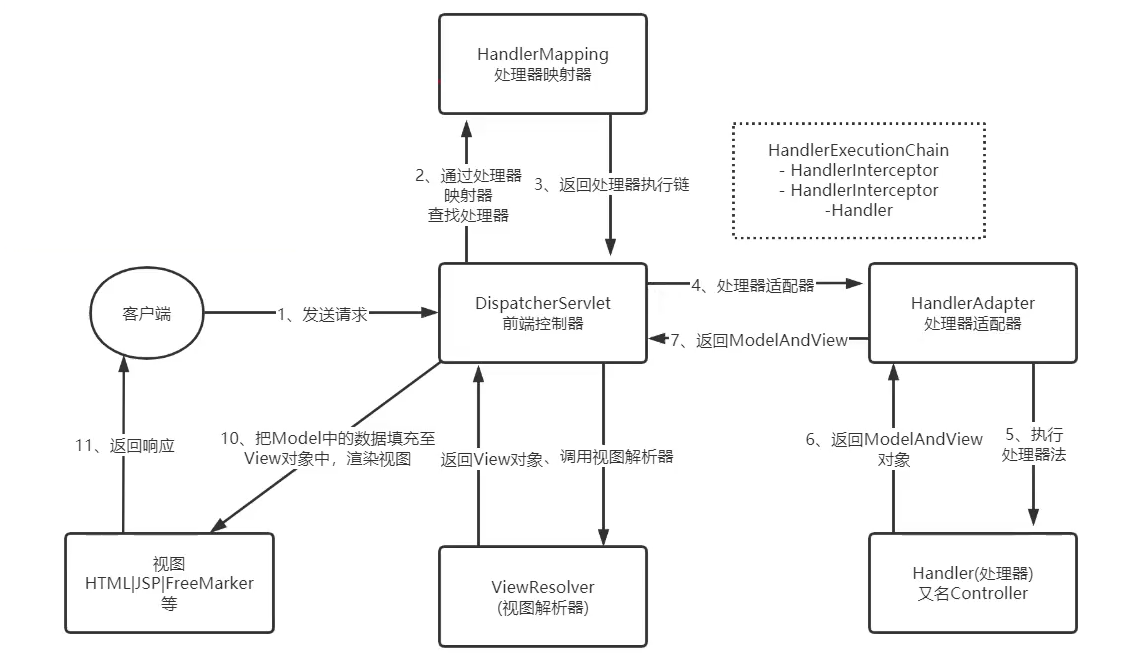 HandlerMapping
处理器映射器
HandlerExecutionChain
- HandlerInterceptor
- HandlerInterceptor
-Handler
2、通过处理器
映射器
查找处理器
3、返回处理器执行链
客户端
1、发送请求
DispatcherServlet
前端控制器
4、处理器适配器
7、返回ModelAndView
HandlerAdapter
处理器适配器
11、返回响应
10、把Model中的数据填充至
View对象中，渲染视图
返回View对象
、调用视图解析器
6、返回ModelAndView
对象
5、执行
处理器法
视图
HTML|JSP|FreeMarker
等
ViewResolver
(视图解析器)
Handler(处理器)
又名Controller